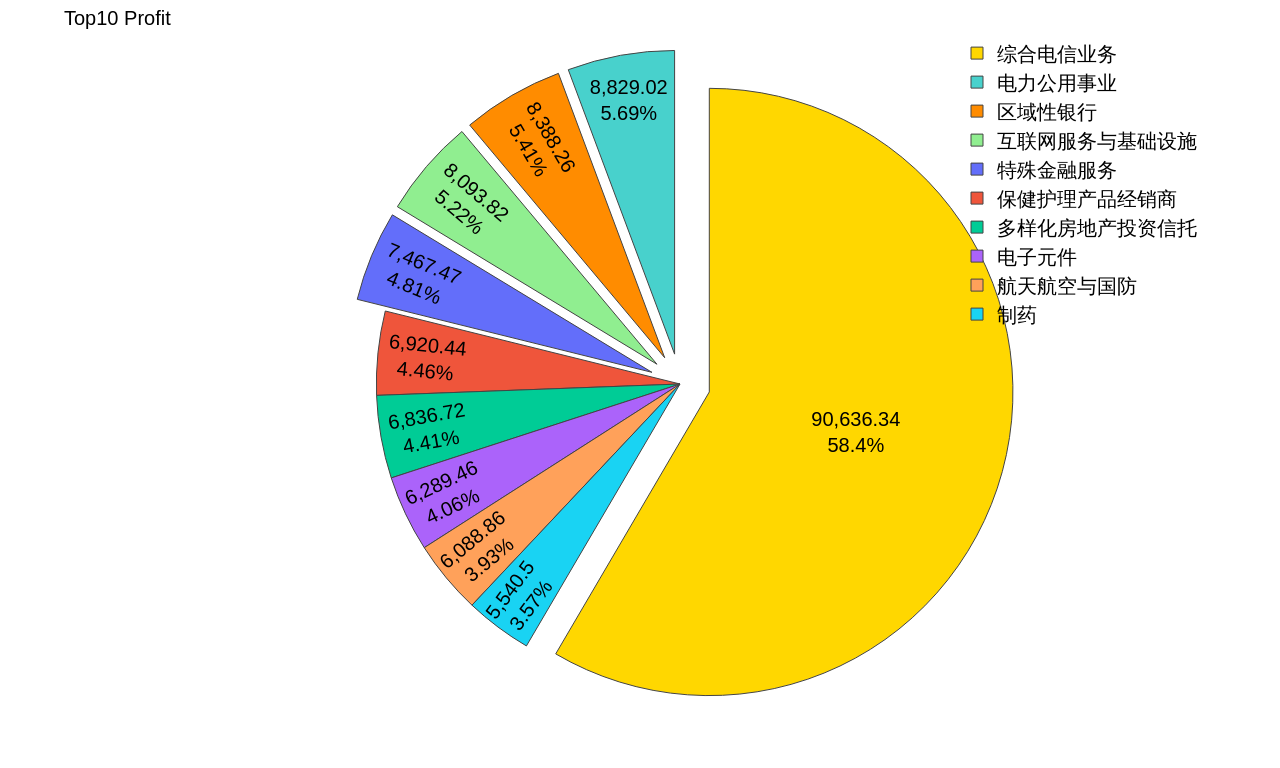 Top10 Profit
综合电信业务
电力公用事业
区域性银行
互联网服务与基础设施
特殊金融服务
保健护理产品经销商
多样化房地产投资信托
电子元件
航天航空与国防
制药
8,829.02
5.69%
8,388.26
5.41%
8,093.82
5.22%
7,467.47
4.81%
6,920.44
4.46%
6,836.72
4.41%
6,289.46
4.06%
6,088.86
3.93%
5,540.5
3.57%
90,636.34
58.4%